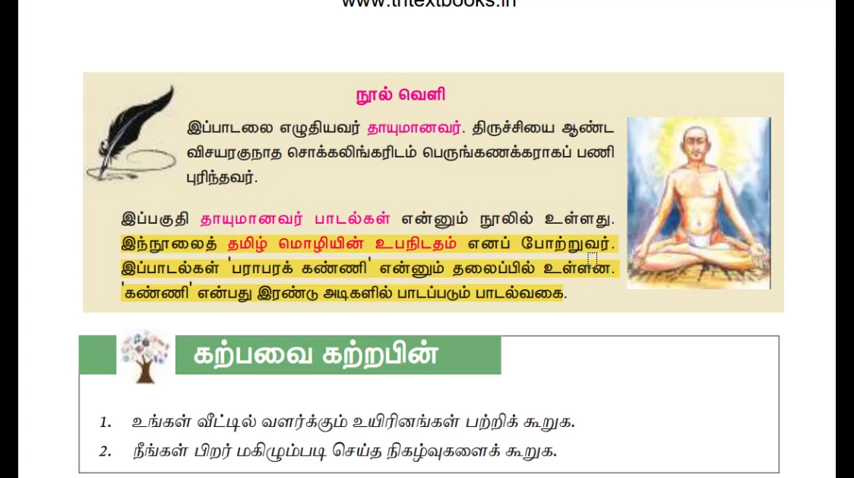 www.tntextbooks.in
நூல் வெளி
இப்பாடலை எழுதியவர் தாயுமானவர். திருச்சியை ஆண்ட
விசயரகுநாத சொக்கலிங்கரிடம் பெருங்கணக்கராகப் பணி
புரிந்தவர்.
இப்பகுதி தாயுமானவர் பாடல்கள் என்னும் நூலில் உள்ளது.
இந்நூலைத் தமிழ் மொழியின் உபநிடதம் எனப் போற்றுவர்.
இப்பாடல்கள் 'பராபரக் கண்ணி' என்னும் தலைப்பில் உள்ளன.
'கண்ணி' என்பது இரண்டு அடிகளில் பாடப்படும் பாடல்வகை.
கற்பவை கற்றபின்
1. உங்கள் வீட்டில் வளர்க்கும் உயிரினங்கள் பற்றிக் கூறுக.
2. நீங்கள் பிறர் மகிழும்படி செய்த நிகழ்வுகளைக் கூறுக.